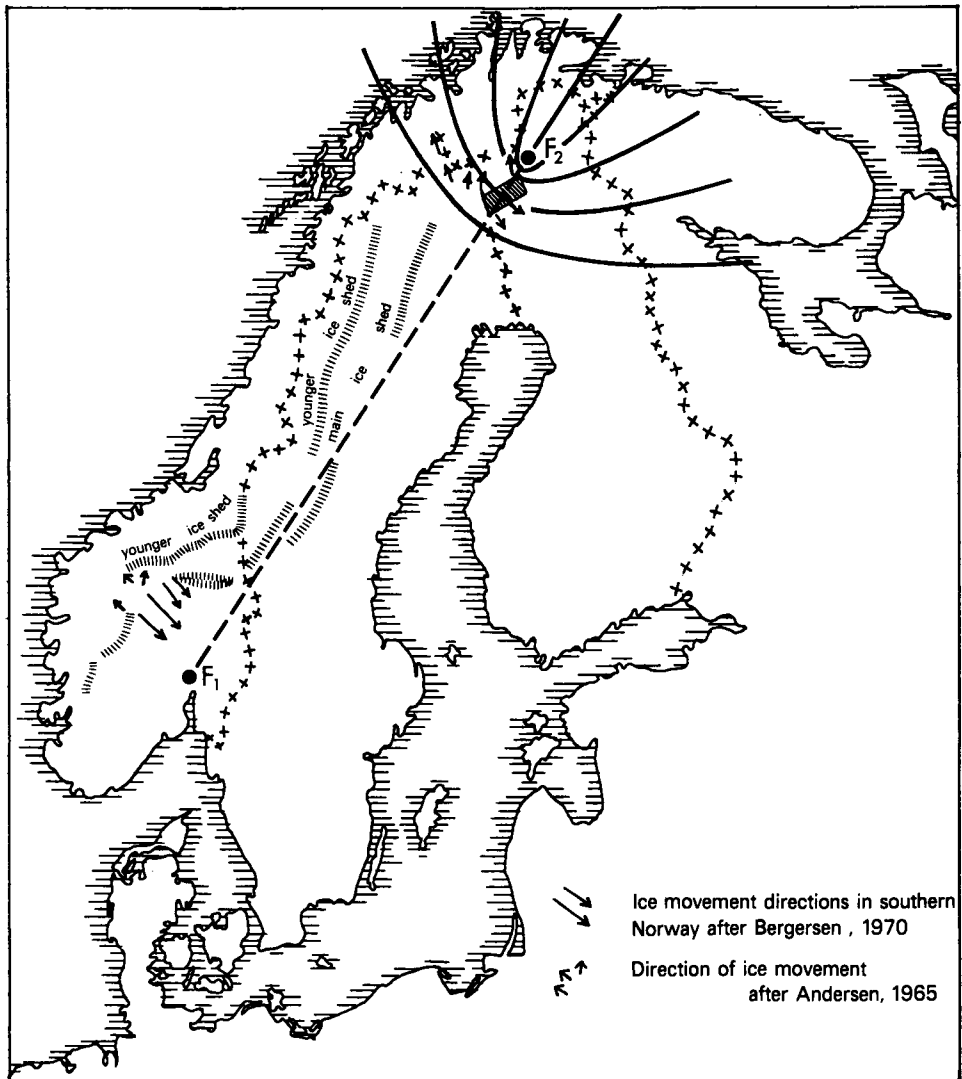 F2
ice shed
younger
shed
ice
main
younger ice shed
F1
Ice movement directions in southern
Norway after Bergersen , 1970
Direction of ice movement
after Andersen, 1965